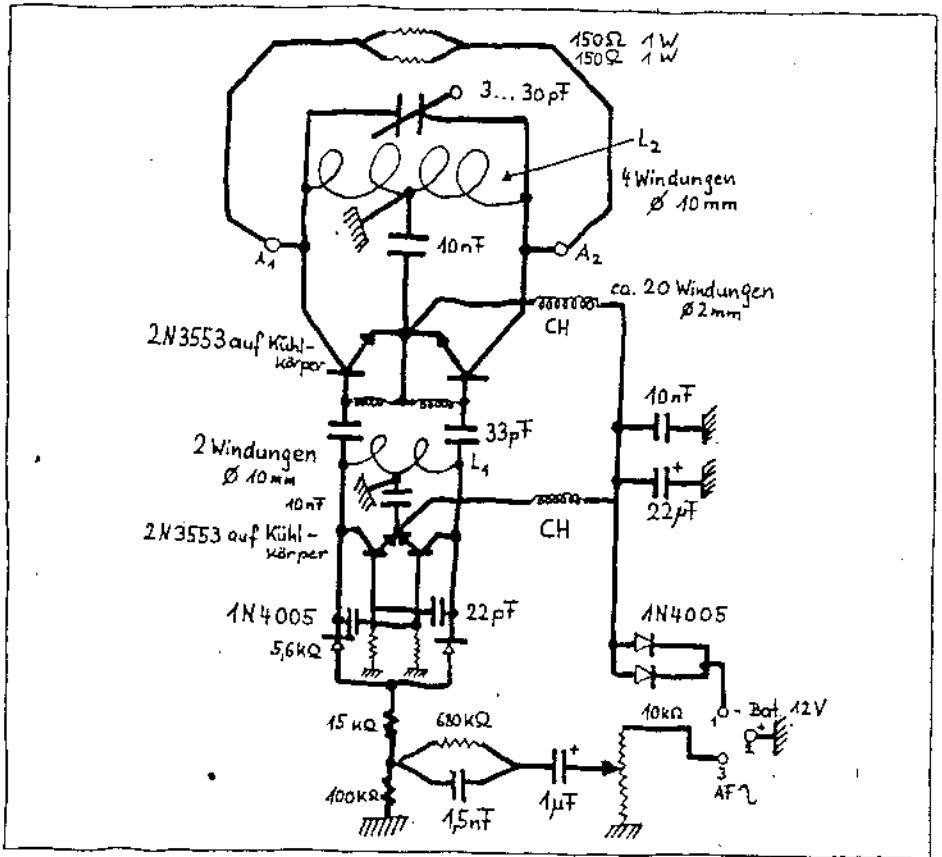 150Ω 1W
150Ω 1W
3...30pF
L2
4 Windungen
Ø 10mm
10nF
A1
A2
ca. 20 Windungen
Ø2mm
CH
2N3553 auf Kühl-
körper
10nF
33pF
2 Windungen
Ø 10mm
L1
10nF
22µF
+
CH
2N3553 auf Kühl-
körper
1N4005
22pF
1N4005
5,6kΩ
1
- Bat. 12V
+
2
15kΩ
680kΩ
10kΩ
+
3
AF
100kΩ
1,5nF
1µF